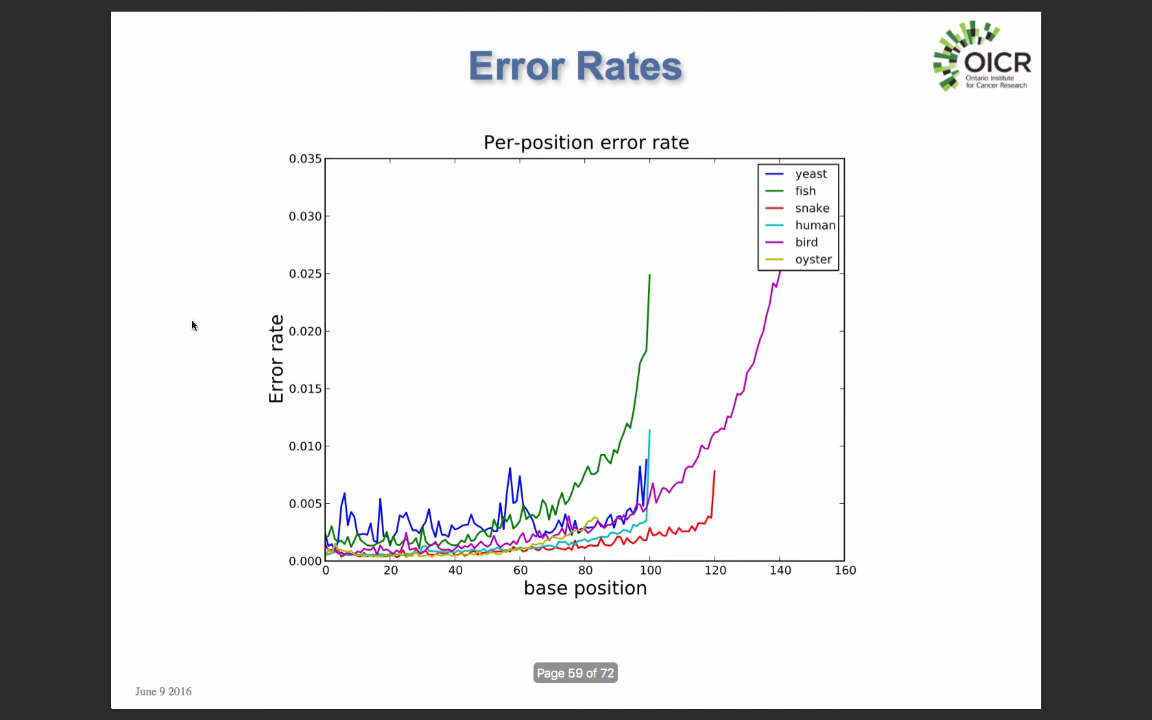 Error Rates
OICR
Ontario Institute
for Cancer Research
Per-position error rate
0.035
0.030
0.025
0.020
0.015
0.010
0.005
0.000
Error rate
yeast
fish
snake
human
bird
oyster
0 20 40 60 80 100 120 140 160
base position
Page 59 of 72
June 9 2016